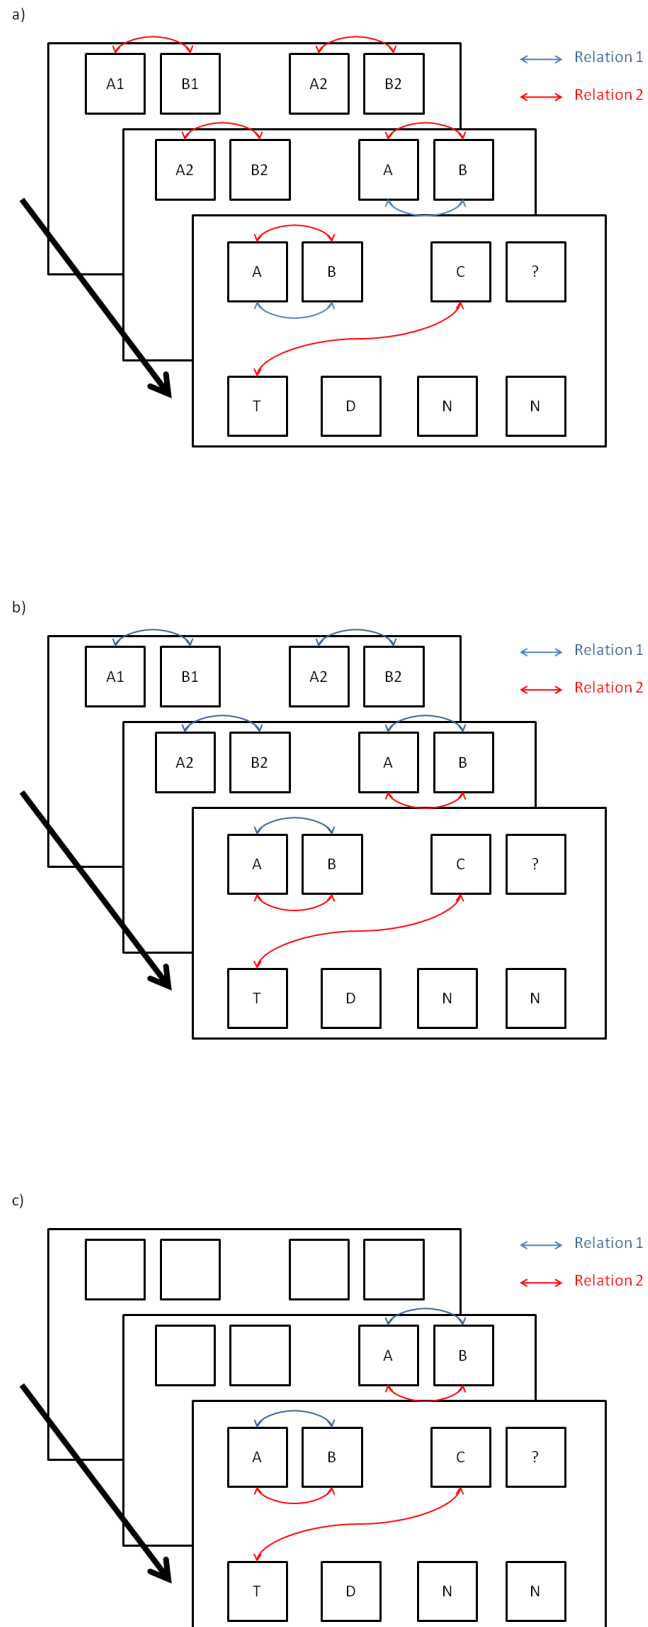 a)
A1 B1 A2 B2
Relation 1
Relation 2
A2 B2 A B
A B C ?
T D N N
b)
A1 B1 A2 B2
Relation 1
Relation 2
A2 B2 A B
A B C ?
T D N N
c)
Relation 1
Relation 2
A B
A B C ?
T D N N